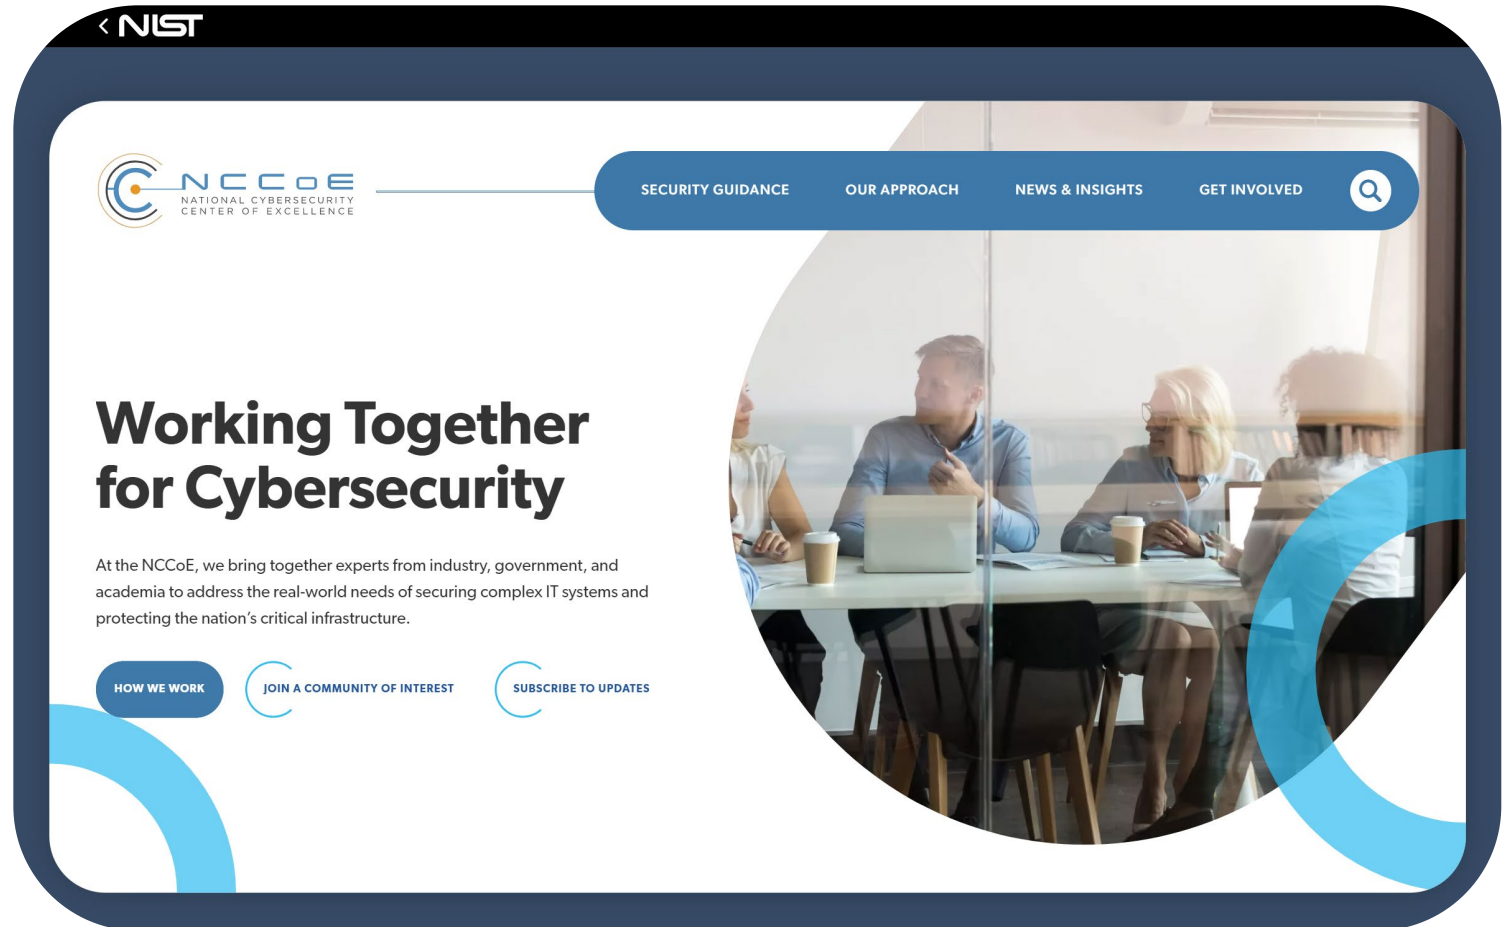 NIST
NCCoE
NATIONAL CYBERSECURITY
CENTER OF EXCELLENCE
SECURITY GUIDANCE
OUR APPROACH
NEWS & INSIGHTS
GET INVOLVED
Working Together
for Cybersecurity
At the NCCoE, we bring together experts from industry, government, and
academia to address the real-world needs of securing complex IT systems and
protecting the nation's critical infrastructure.
HOW WE WORK
JOIN A COMMUNITY OF INTEREST
SUBSCRIBE TO UPDATES